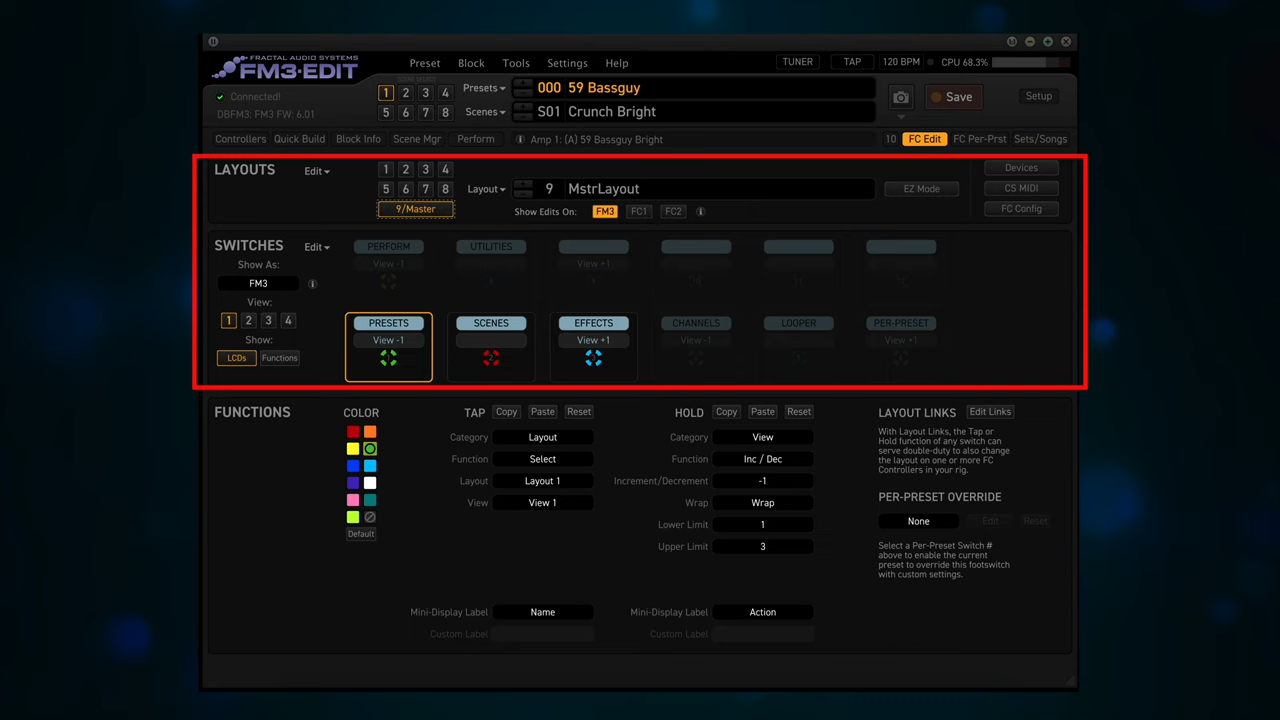 FRACTAL AUDIO SYSTEMS
FM3-EDIT
Preset Block Tools Settings Help
TUNER TAP 120 BPM CPU 68.3%
Connected!
DBFM3: FM3 FW: 6.01
SCENE SELECT
1 2 3 4
5 6 7 8
Presets 000 59 Bassguy
Scenes S01 Crunch Bright
Save Setup
Controllers Quick Build Block Info Scene Mgr Perform Amp 1: (A) 59 Bassguy Bright 10 FC Edit FC Per-Prst Sets/Songs
LAYOUTS Edit
1 2 3 4
5 6 7 8
9/Master
Layout 9 MstrLayout
EZ Mode
Show Edits On: FM3 FC1 FC2
Devices
CS MIDI
FC Config
SWITCHES Edit
Show As:
FM3
View:
1 2 3 4
Show:
LCDs Functions
PERFORM UTILITIES
View -1 View +1
PRESETS SCENES EFFECTS CHANNELS LOOPER PER-PRESET
View -1 View +1 View -1 View +1
1 2 3
FUNCTIONS
COLOR
Default
TAP Copy Paste Reset
Category Layout
Function Select
Layout Layout 1
View View 1
Mini-Display Label Name
Custom Label
HOLD Copy Paste Reset
Category View
Function Inc / Dec
Increment/Decrement -1
Wrap Wrap
Lower Limit 1
Upper Limit 3
Mini-Display Label Action
Custom Label
LAYOUT LINKS Edit Links
With Layout Links, the Tap or
Hold function of any switch can
serve double-duty to also change
the layout on one or more FC
Controllers in your rig.
PER-PRESET OVERRIDE
None Edit Reset
Select a Per-Preset Switch #
above to enable the current
preset to override this footswitch
with custom settings.